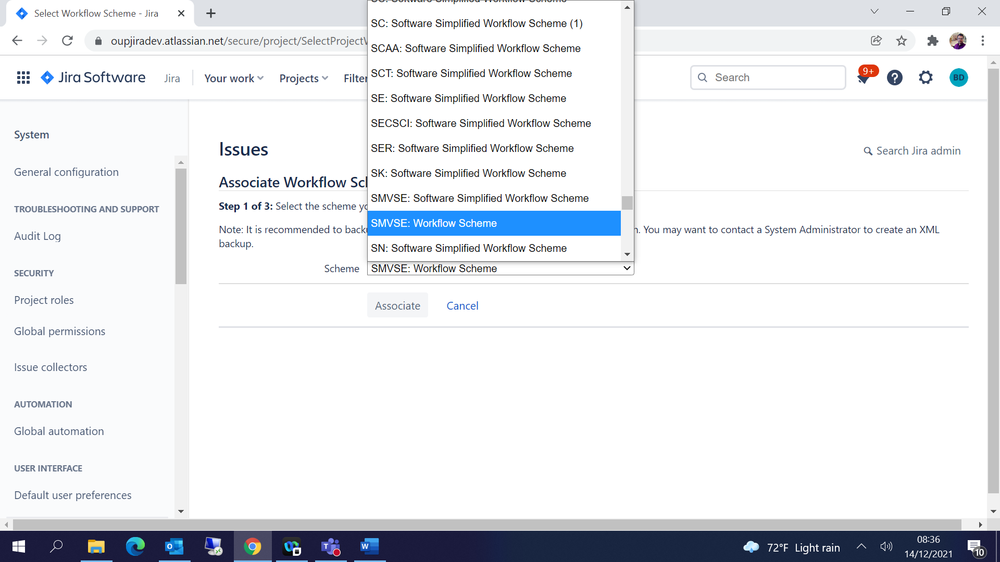 Select Workflow Scheme - Jira
oupjiradev.atlassian.net/secure/project/SelectProjectW
Jira Software
Jira
Your work
Projects
Filter
Search
9+
BD
SC: Software Simplified Workflow Scheme (1)
SCAA: Software Simplified Workflow Scheme
SCT: Software Simplified Workflow Scheme
SE: Software Simplified Workflow Scheme
SECSCI: Software Simplified Workflow Scheme
SER: Software Simplified Workflow Scheme
SK: Software Simplified Workflow Scheme
SMVSE: Software Simplified Workflow Scheme
SMVSE: Workflow Scheme
SN: Software Simplified Workflow Scheme
System
General configuration
TROUBLESHOOTING AND SUPPORT
Audit Log
SECURITY
Project roles
Global permissions
Issue collectors
AUTOMATION
Global automation
USER INTERFACE
Default user preferences
Issues
Search Jira admin
Associate Workflow Sc
Step 1 of 3: Select the scheme yo
Note: It is recommended to back
. You may want to contact a System Administrator to create an XML
backup.
Scheme
SMVSE: Workflow Scheme
Associate
Cancel
72°F Light rain
08:36
14/12/2021
10